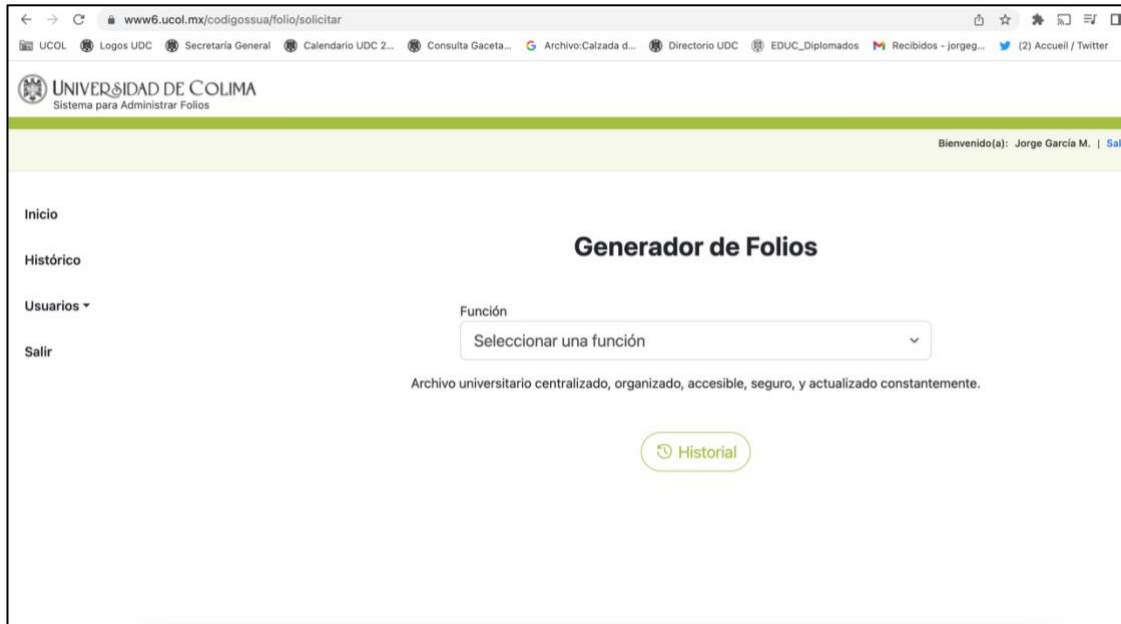 www6.ucol.mx/codigossua/folio/solicitar
UCOL Logos UDC Secretaría General Calendario UDC 2... Consulta Gaceta... Archivo:Calzada d... Directorio UDC EDUC_Diplomados Recibidos - jorgeg... (2) Accueil / Twitter
UNIVERSIDAD DE COLIMA
Sistema para Administrar Folios
Bienvenido(a): Jorge García M. | Sal
Inicio
Generador de Folios
Histórico
Usuarios
Función
Seleccionar una función
Salir
Archivo universitario centralizado, organizado, accesible, seguro, y actualizado constantemente.
Historial